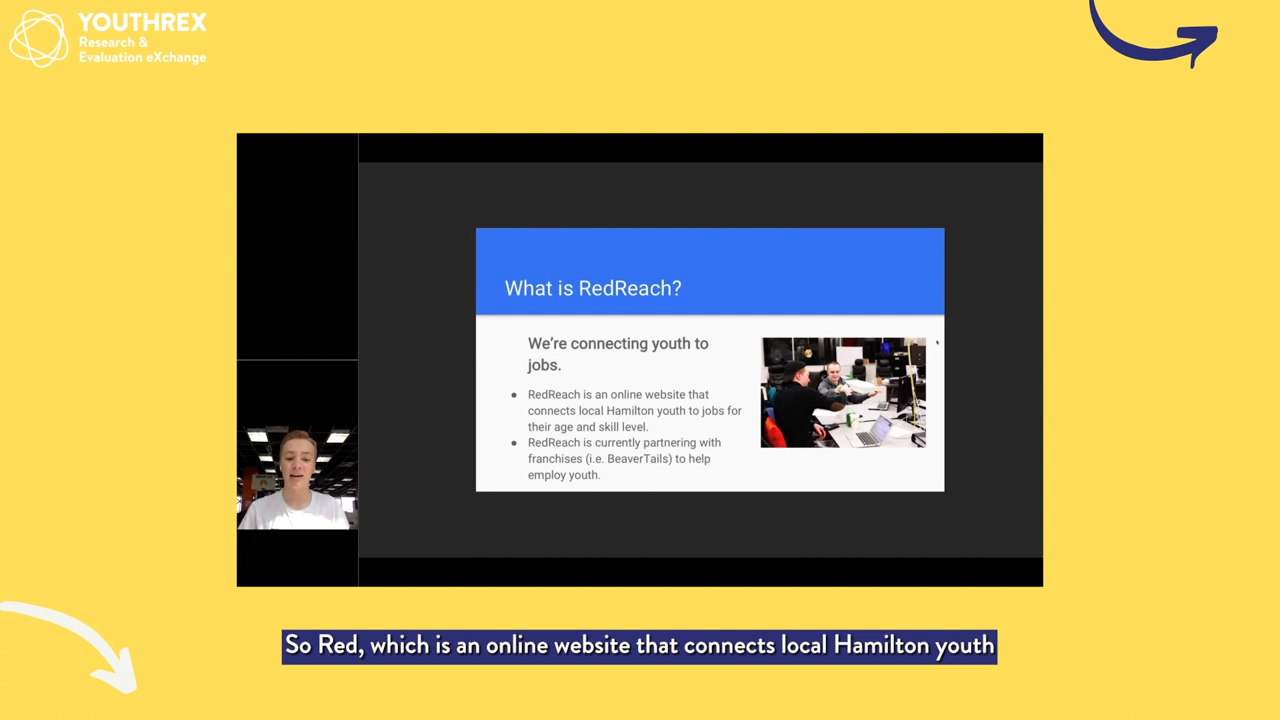 YOUTHREX
Research &
Evaluation eXchange
What is RedReach?
We're connecting youth to
jobs.
● RedReach is an online website that
connects local Hamilton youth to jobs for
their age and skill level.
● RedReach is currently partnering with
franchises (i.e. BeaverTails) to help
employ youth.
So Red, which is an online website that connects local Hamilton youth